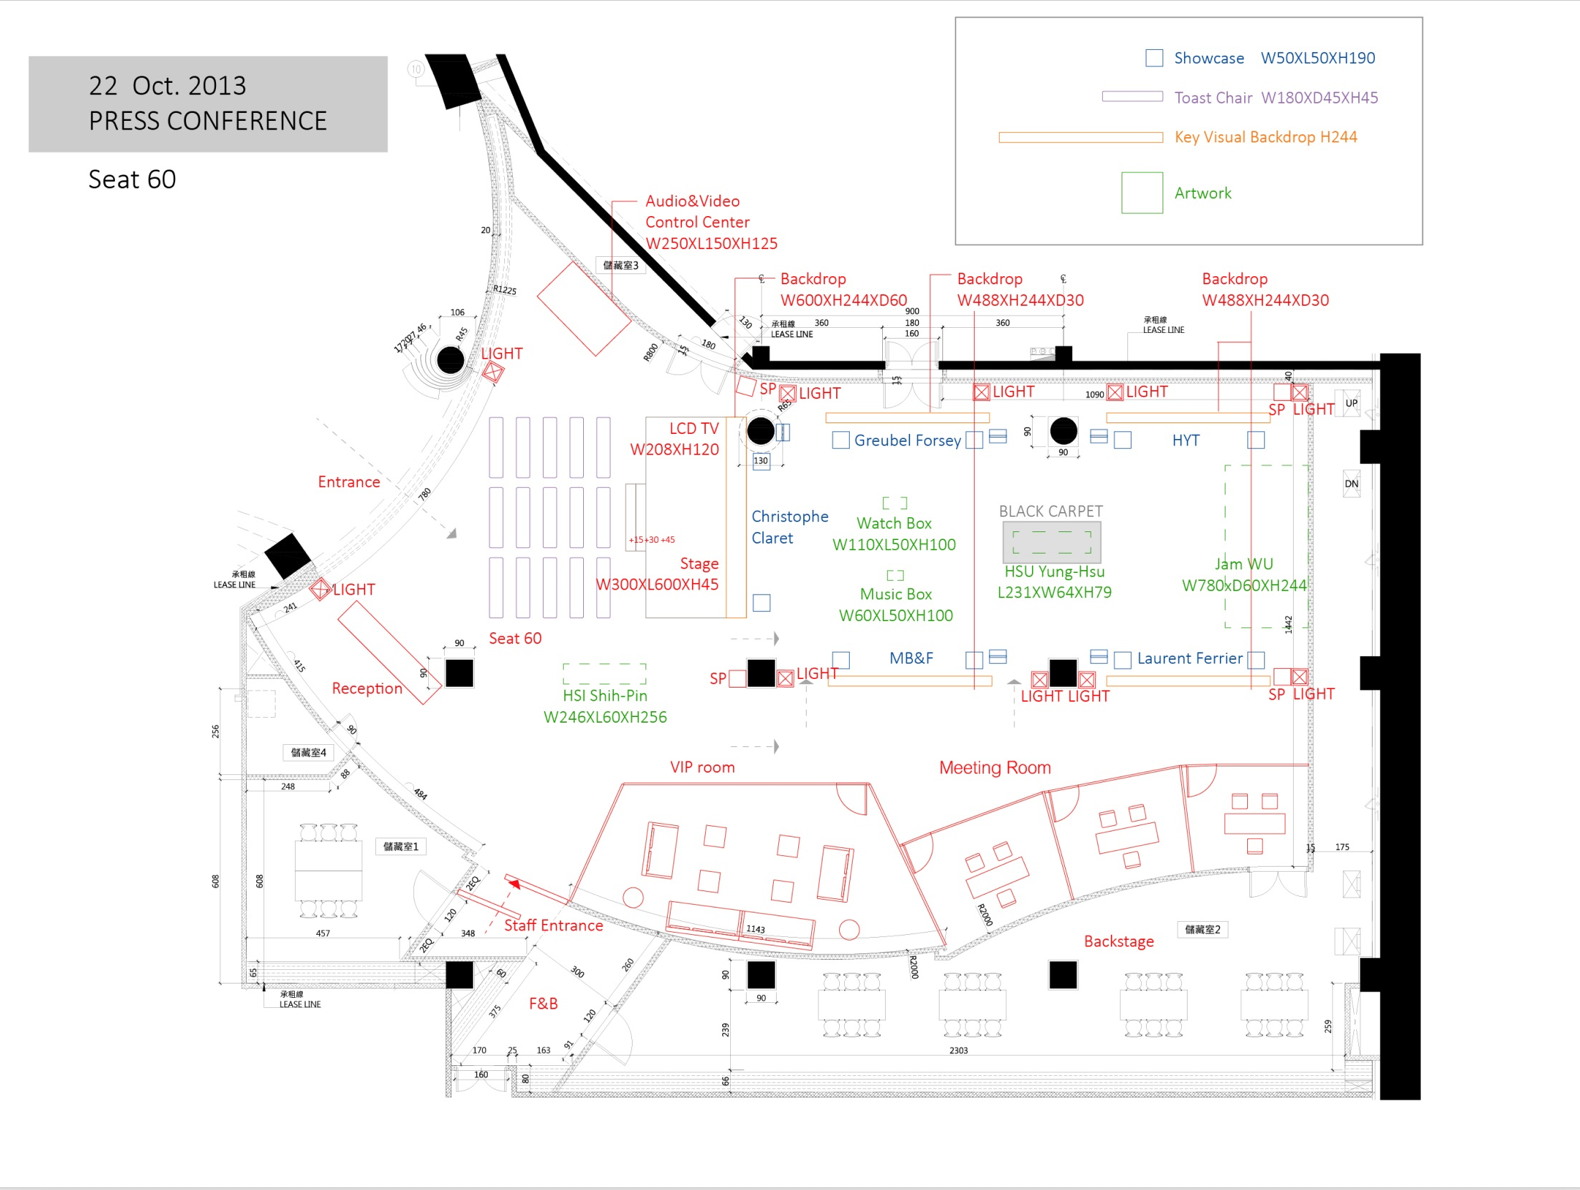 22 Oct. 2013
PRESS CONFERENCE
Seat 60
Showcase W50XL50XH190
Toast Chair W180XD45XH45
Key Visual Backdrop H244
Artwork
10
Audio&Video
Control Center
W250XL150XH125
儲藏室3
20
R1225
106
R45
46
LIGHT
Backdrop
W600XH244XD60
Backdrop
W488XH244XD30
Backdrop
W488XH244XD30
900
360
180
360
160
130
承租線
LEASE LINE
承租線
LEASE LINE
180
15
R800
15
40
1090
SP
LIGHT
LIGHT
LIGHT
SP
LIGHT
UP
R65
LCD TV
W208XH120
130
90
90
Greubel Forsey
HYT
Entrance
780
DN
Christophe
Claret
Watch Box
W110XL50XH100
BLACK CARPET
+15+30 +45
Stage
W300XL600XH45
HSU Yung-Hsu
L231XW64XH79
Jam WU
W780xD60XH244
Music Box
W60XL50XH100
承租線
LEASE LINE
LIGHT
241
415
1442
Seat 60
90
90
Reception
SP
LIGHT
MB&F
Laurent Ferrier
LIGHT
LIGHT
SP
LIGHT
HSI Shih-Pin
W246XL60XH256
256
90
儲藏室4
88
248
484
VIP room
Meeting Room
儲藏室1
15
175
608
608
2EQ
120
2EQ
Staff Entrance
457
348
1143
R2000
R2000
Backstage
儲藏室2
65
承租線
LEASE LINE
60
300
260
375
F&B
120
91
90
90
239
259
170
25
163
2303
160
80
66